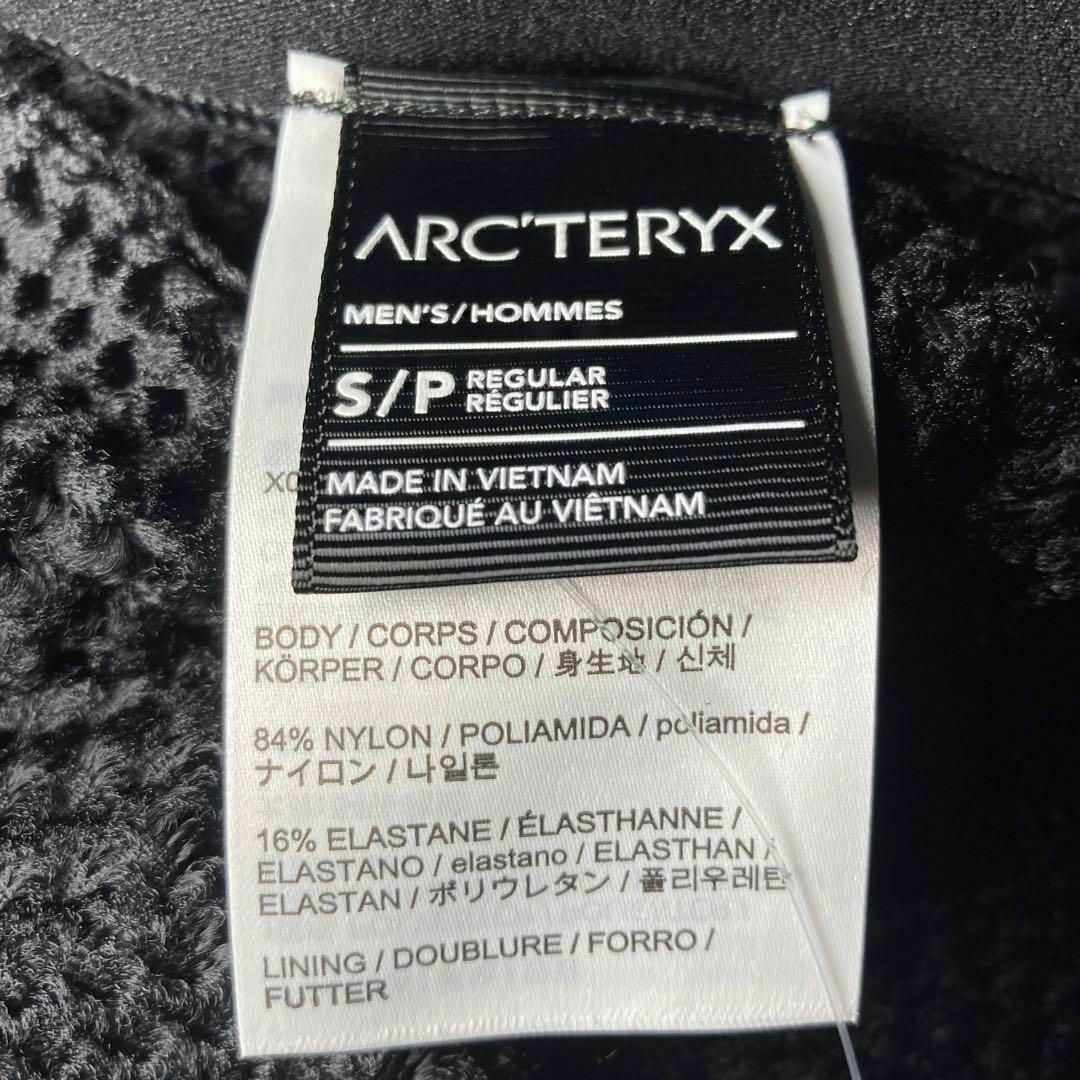 ARC'TERYX
MEN'S/HOMMES
S/P REGULAR
RÉGULIER
MADE IN VIETNAM
FABRIQUÉ AU VIÊTNAM
BODY / CORPS / COMPOSICIÓN /
KÖRPER / CORPO / 身生地 / 신체
84% NYLON / POLIAMIDA / poliamida /
ナイロン / 나일론
16% ELASTANE / ÉLASTHANNE /
ELASTANO / elastano / ELASTHAN /
ELASTAN / ポリウレタン / 폴리우레탄
LINING / DOUBLURE / FORRO /
FUTTER